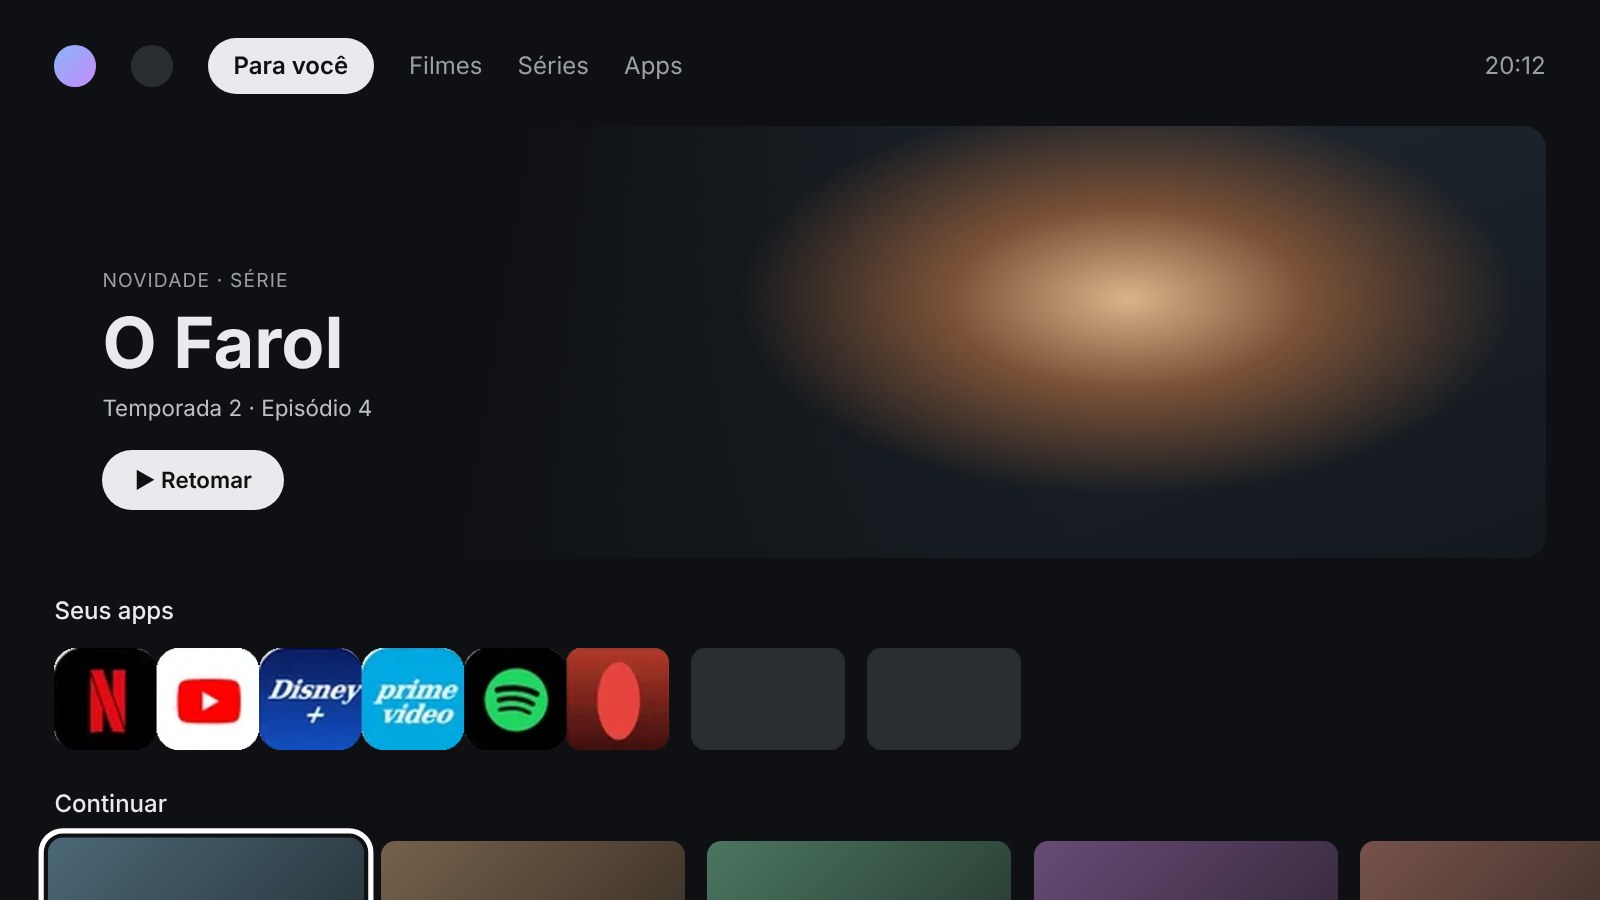 Para você
Filmes
Séries
Apps
20:12
NOVIDADE · SÉRIE
O Farol
Temporada 2 · Episódio 4
▶ Retomar
Seus apps
N
Disney
+
prime
video
Continuar